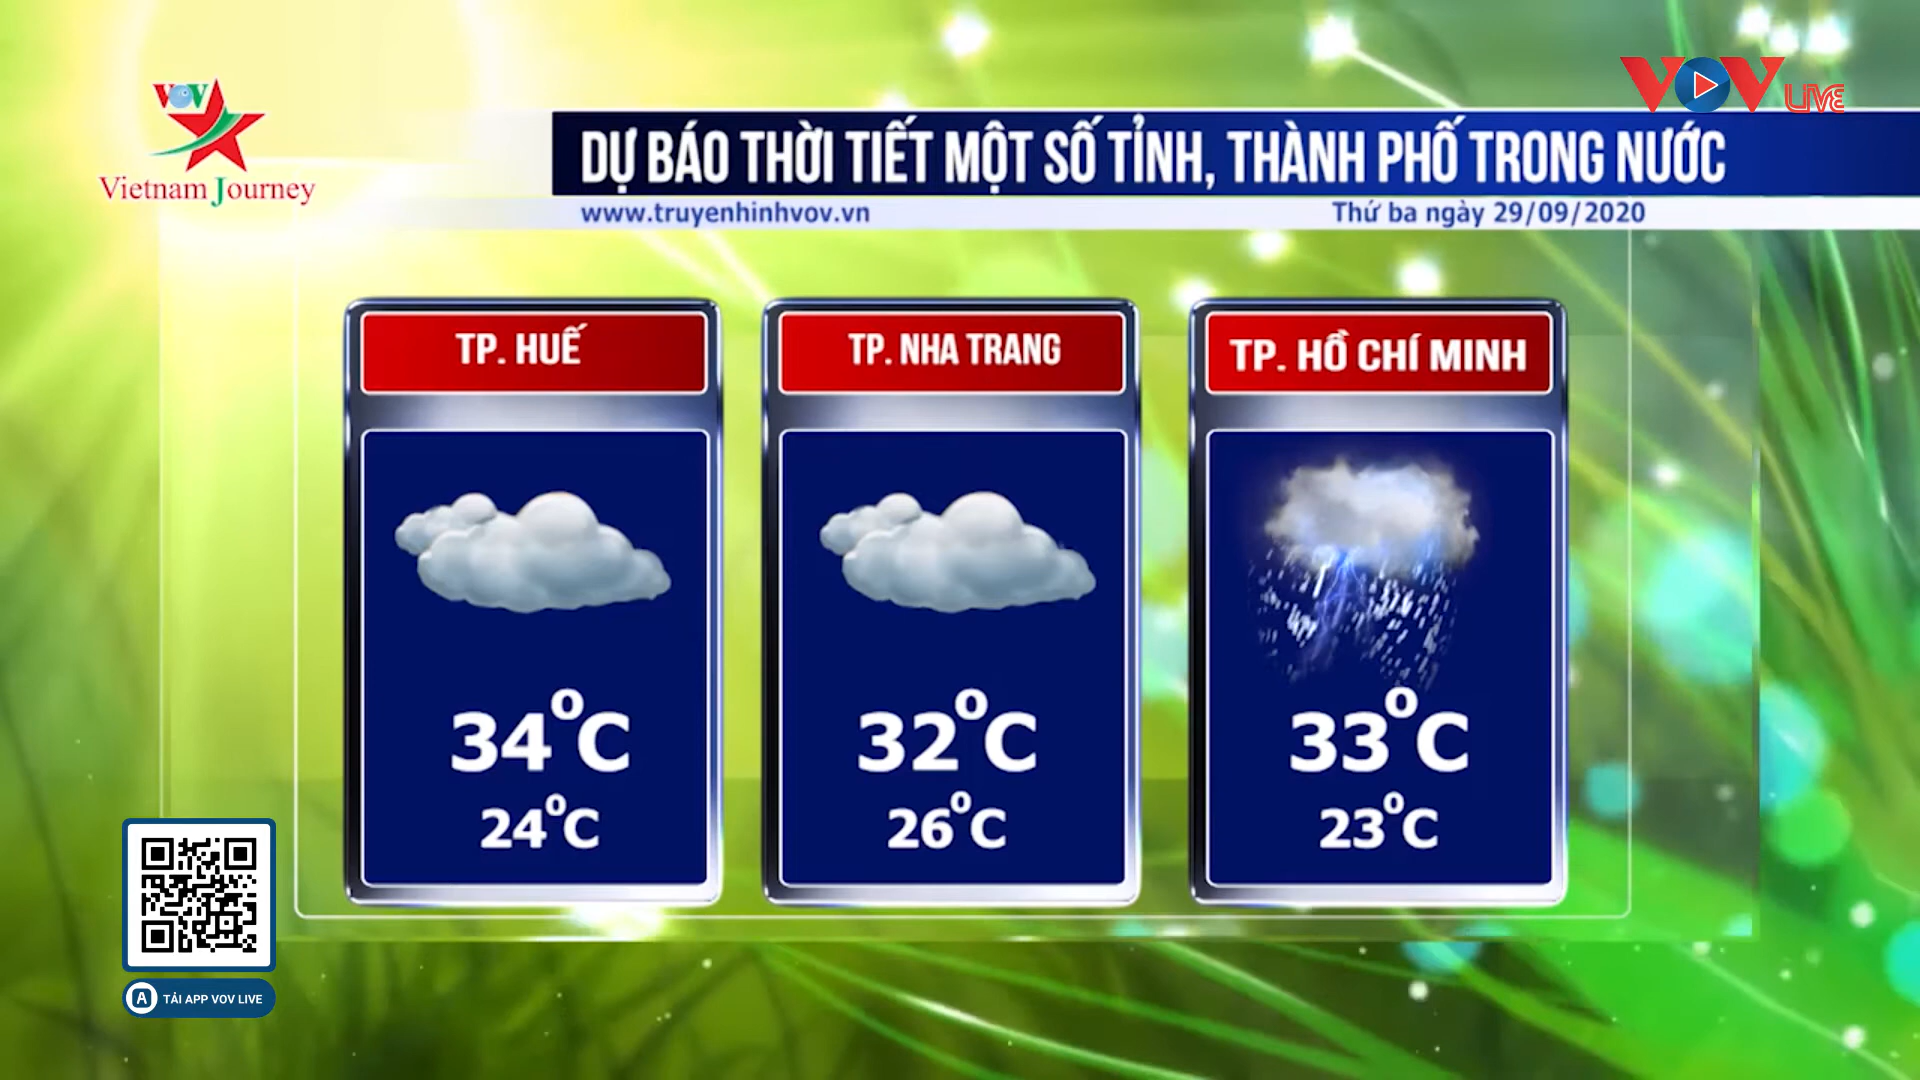 VOV
Vietnam Journey
VOV LIVE
DỰ BÁO THỜI TIẾT MỘT SỐ TỈNH, THÀNH PHỐ TRONG NƯỚC
www.truyenhinhvov.vn
Thứ ba ngày 29/09/2020
TP. HUẾ
34°C
24°C
TP. NHA TRANG
32°C
26°C
TP. HỒ CHÍ MINH
33°C
23°C
A TẢI APP VOV LIVE